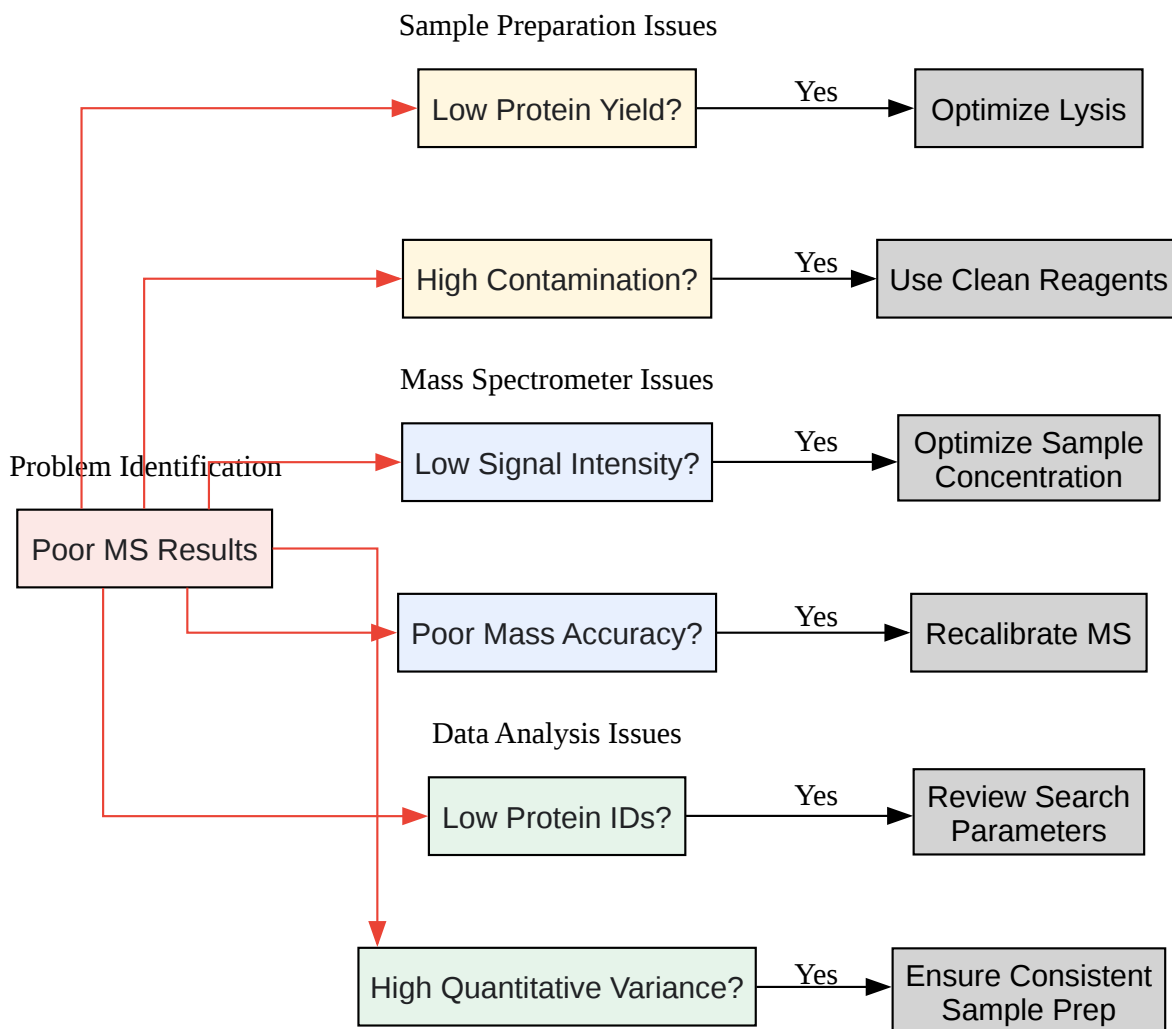 Sample Preparation Issues
Low Protein Yield?
Yes
Optimize Lysis
High Contamination?
Yes
Use Clean Reagents
Mass Spectrometer Issues
Low Signal Intensity?
Yes
Optimize Sample
Concentration
Problem Identification
Poor MS Results
Poor Mass Accuracy?
Yes
Recalibrate MS
Data Analysis Issues
Low Protein IDs?
Yes
Review Search
Parameters
High Quantitative Variance?
Yes
Ensure Consistent
Sample Prep